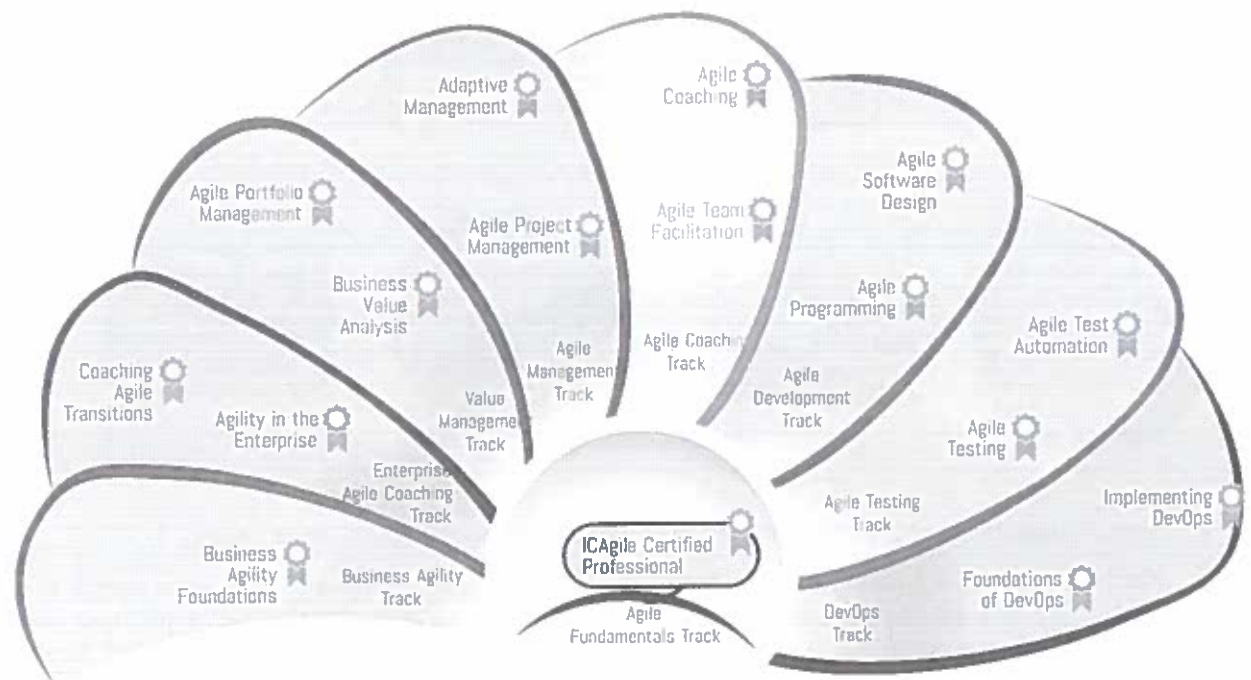 Adaptive
Management
Agile Project
Management
Agile
Management
Track
Agile
Coaching
Agile Team
Facilitation
Agile Coachin
Track
Agile
Software
Design
Agile
Programming
Agile
Development
Track
Agile Portfolio
Management
Business
Value
Analysis
Value
Manageme
Track
Coaching
Agile
Transitions
Agility in the
Enterprise
Enterprise
Agile Coaching
Track
Agile Test
Automation
Agile
Testing
Agile Testing
Track
Business
Agility
Foundations
Business Agility
Track
ICAgile Certified
Professional
Agile
Fundamentals Track
Implementing
DevOps
Foundations
of DevOps
DevOps
Track